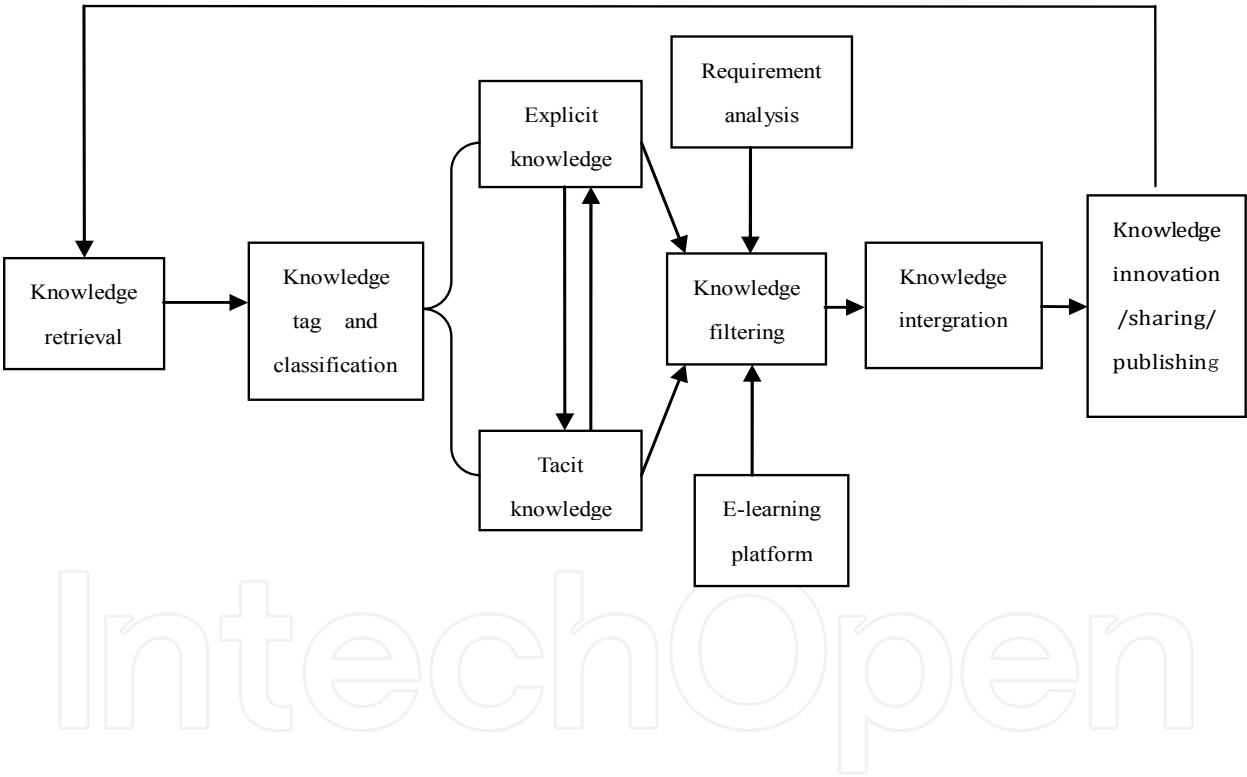 Requirement
analysis
Explicit
knowledge
Knowledge
retrieval
Knowledge
tag and
classification
Knowledge
filtering
Knowledge
intergration
Knowledge
innovation
/sharing/
publishing
Tacit
knowledge
E-learning
platform
IntechOpen